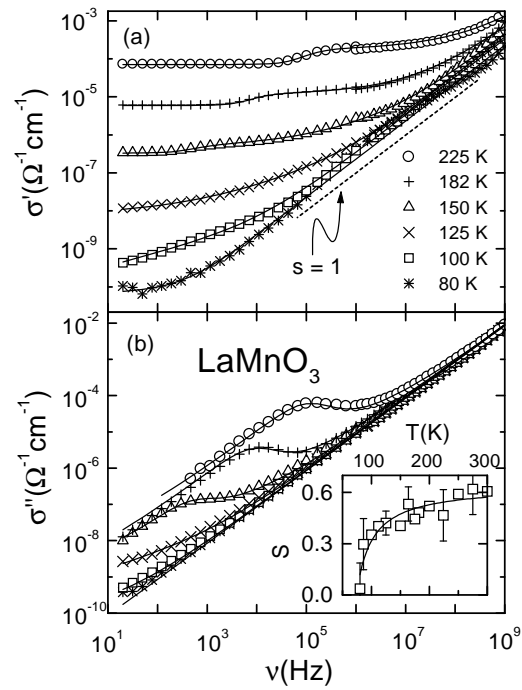 10⁻³
10⁻⁵
10⁻⁷
10⁻⁹
σ'(Ω⁻¹cm⁻¹)
(a)
225 K
182 K
150 K
125 K
100 K
80 K
s = 1
10⁻²
10⁻⁴
10⁻⁶
10⁻⁸
10⁻¹⁰
σ''(Ω⁻¹cm⁻¹)
(b)
LaMnO₃
T(K)
100 200 300
0.6
0.3
0.0
S
10¹ 10³ 10⁵ 10⁷ 10⁹
ν(Hz)